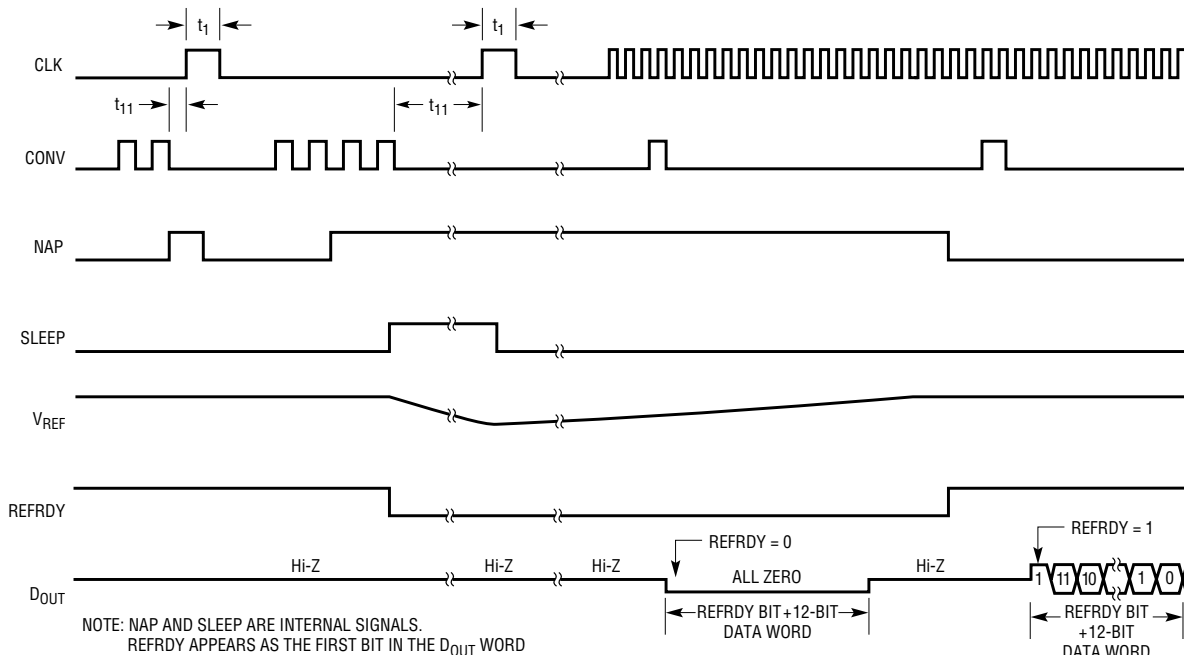 t1 t1
CLK
t11 t11
CONV
NAP
SLEEP
VREF
REFRDY
REFRDY = 0 REFRDY = 1
Hi-Z Hi-Z Hi-Z ALL ZERO Hi-Z 1 11 10 1 0
DOUT
REFRDY BIT +12-BIT
DATA WORD
REFRDY BIT
+12-BIT
DATA WORD
NOTE: NAP AND SLEEP ARE INTERNAL SIGNALS.
REFRDY APPEARS AS THE FIRST BIT IN THE DOUT WORD